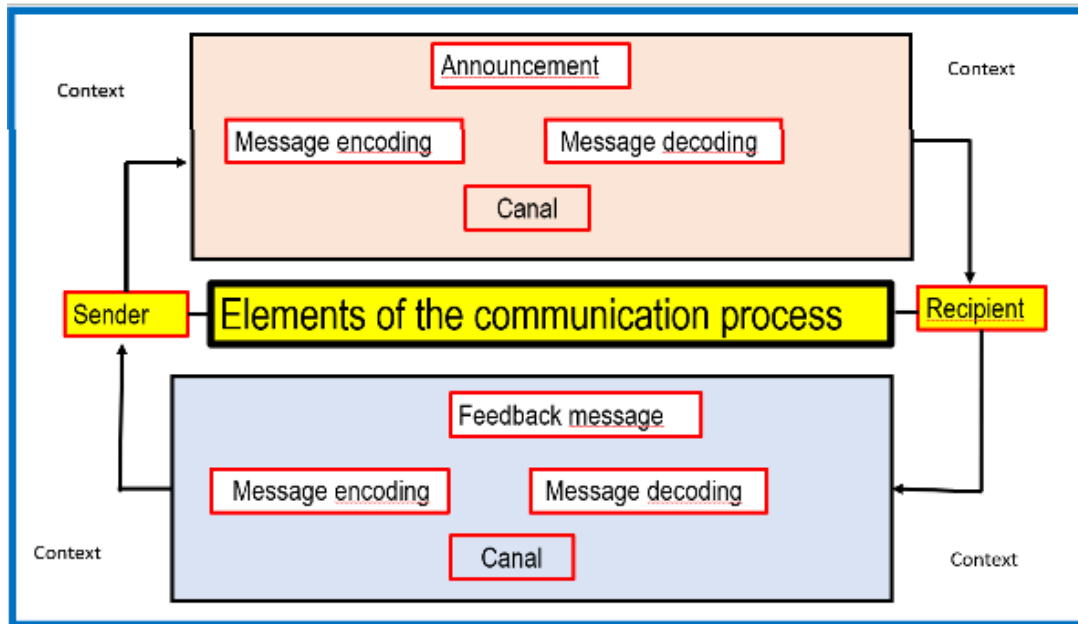 Announcement
Context
Context
Message encoding
Message decoding
Canal
Sender
Elements of the communication process
Recipient
Feedback message
Message encoding
Message decoding
Canal
Context
Context